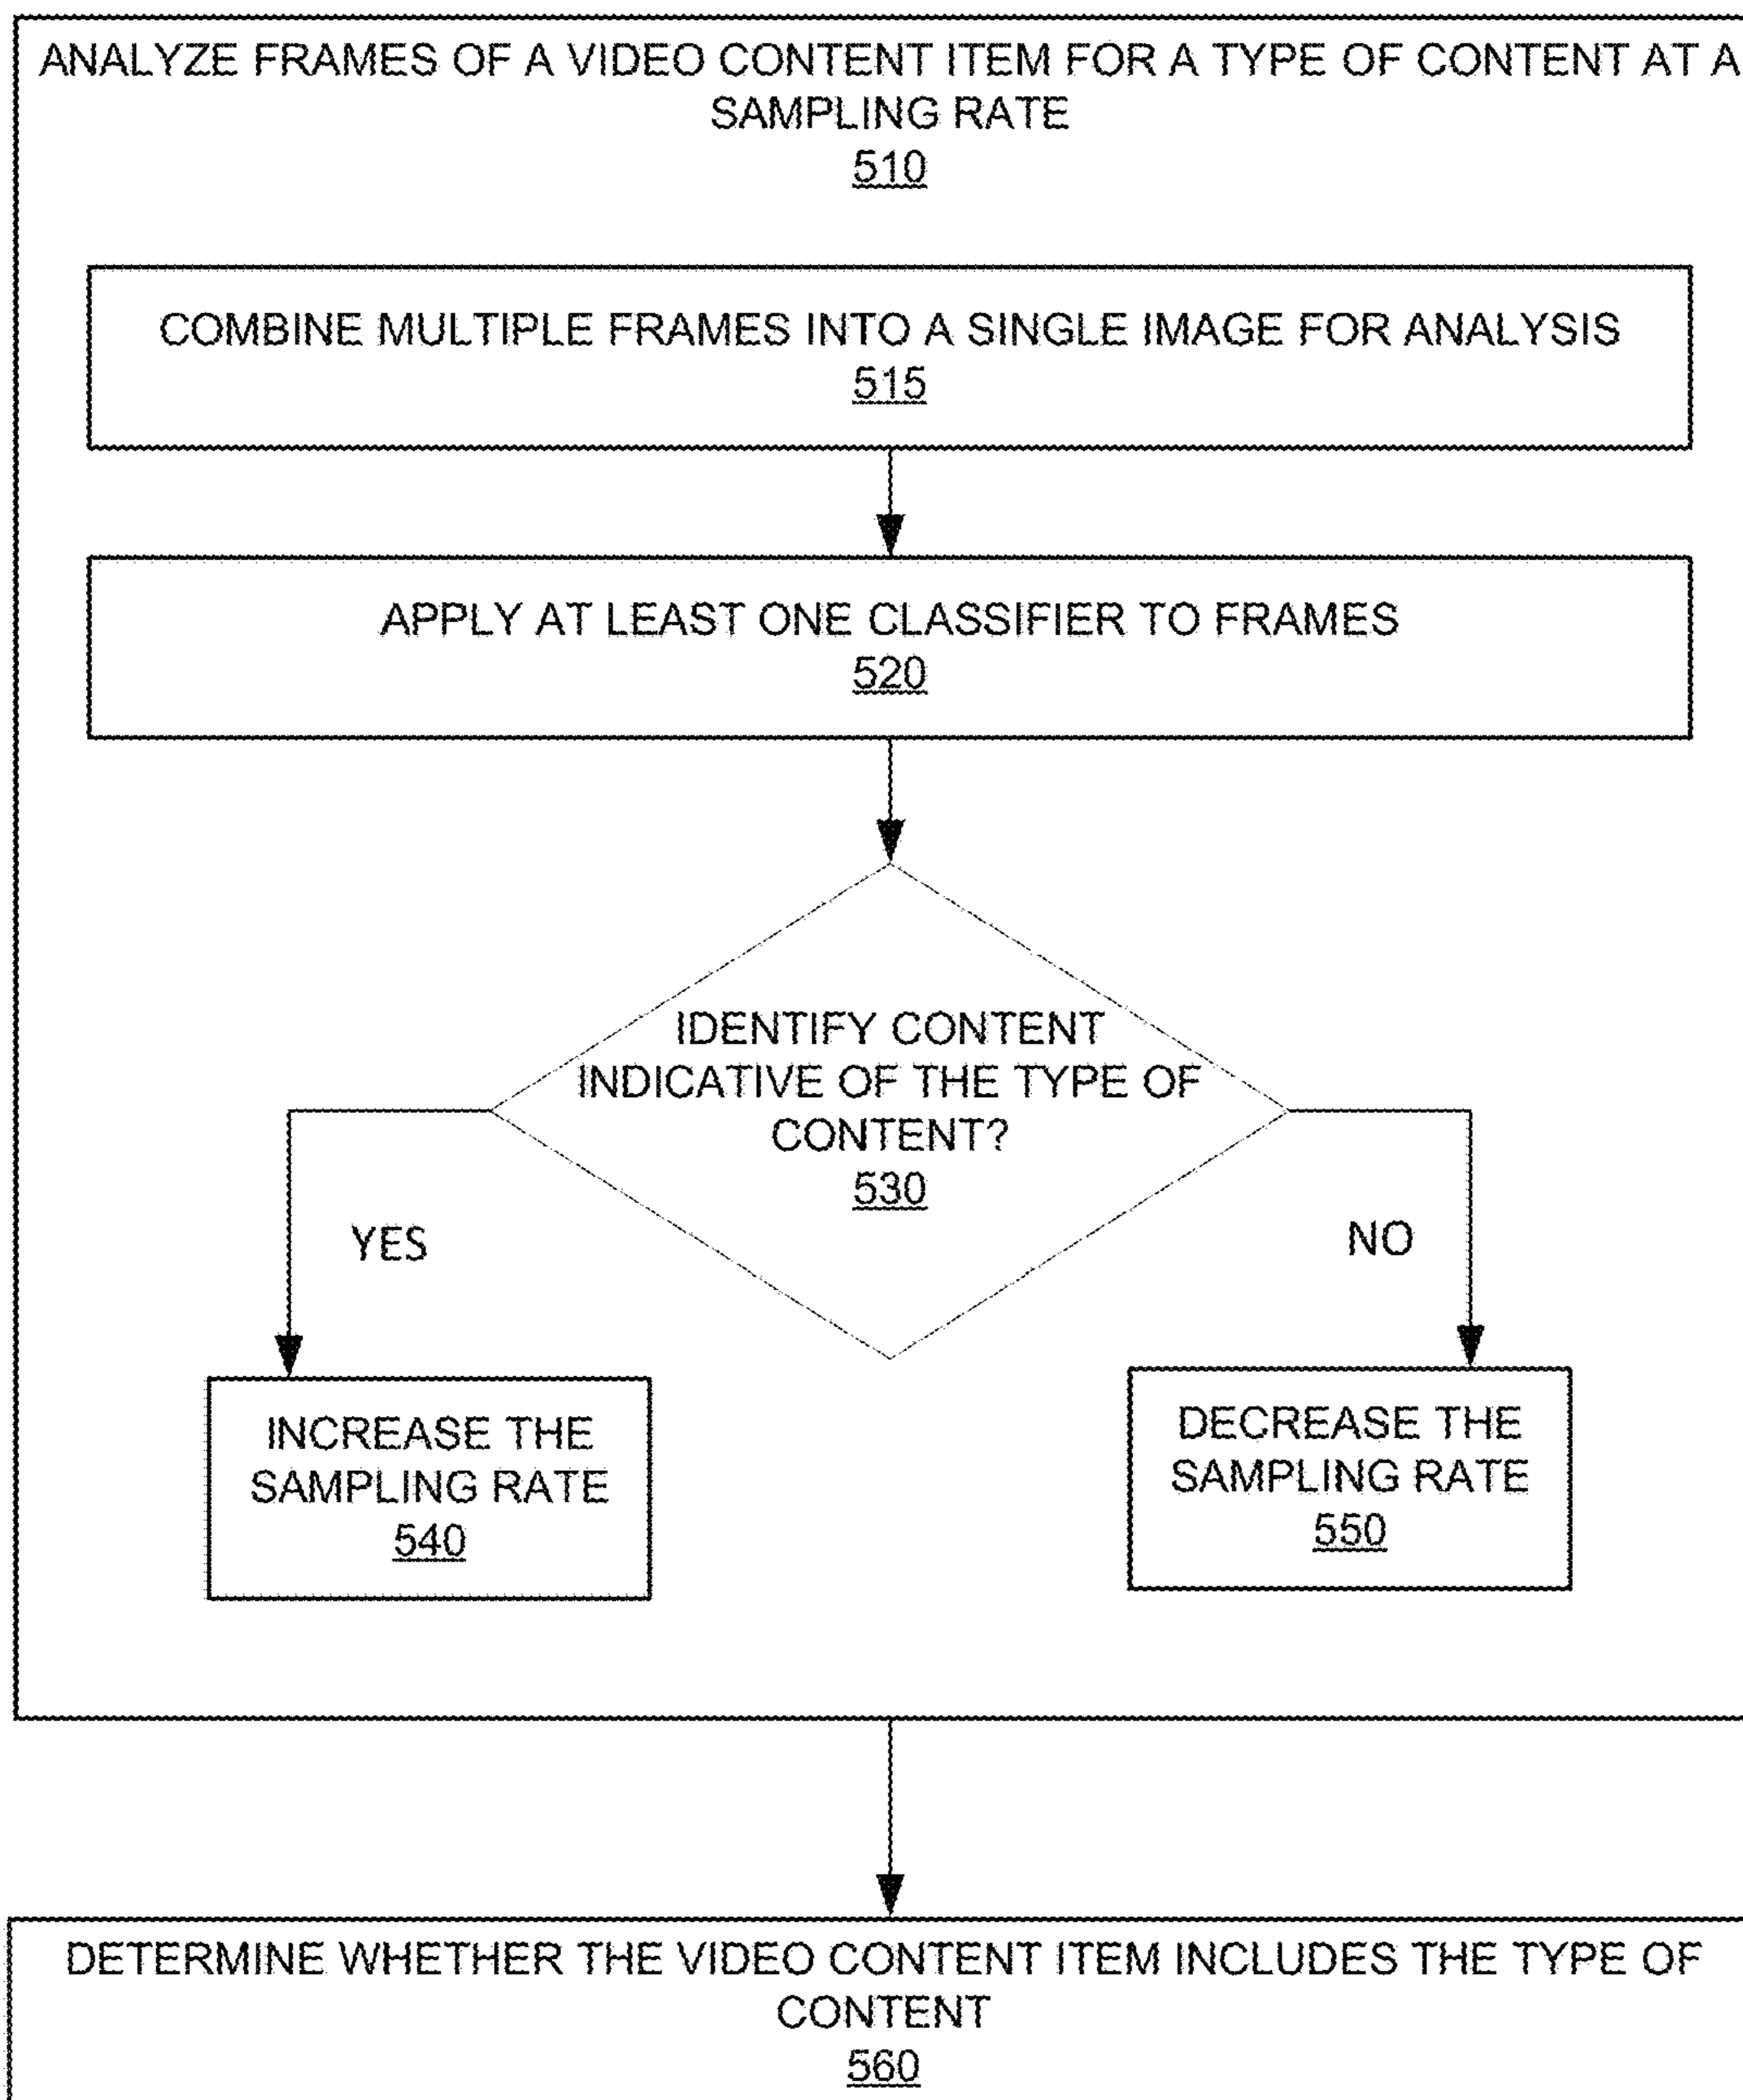 ANALYZE FRAMES OF A VIDEO CONTENT ITEM FOR A TYPE OF CONTENT AT A
SAMPLING RATE
510
COMBINE MULTIPLE FRAMES INTO A SINGLE IMAGE FOR ANALYSIS
515
APPLY AT LEAST ONE CLASSIFIER TO FRAMES
520
IDENTIFY CONTENT
INDICATIVE OF THE TYPE OF
CONTENT?
530
YES
NO
INCREASE THE
SAMPLING RATE
540
DECREASE THE
SAMPLING RATE
550
DETERMINE WHETHER THE VIDEO CONTENT ITEM INCLUDES THE TYPE OF
CONTENT
560